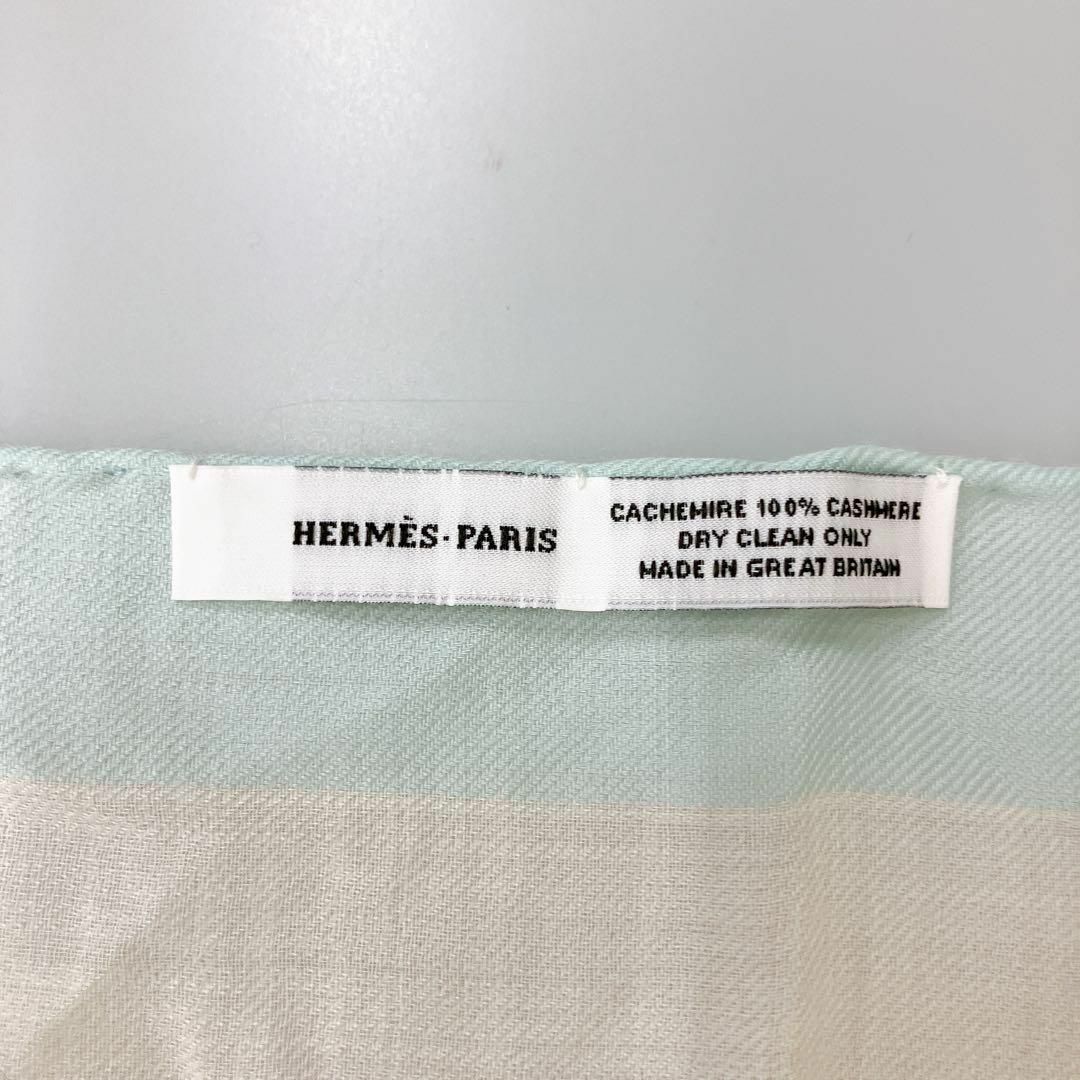 HERMÈS·PARIS
CACHEMIRE 100% CASHMERE
DRY CLEAN ONLY
MADE IN GREAT BRITAIN